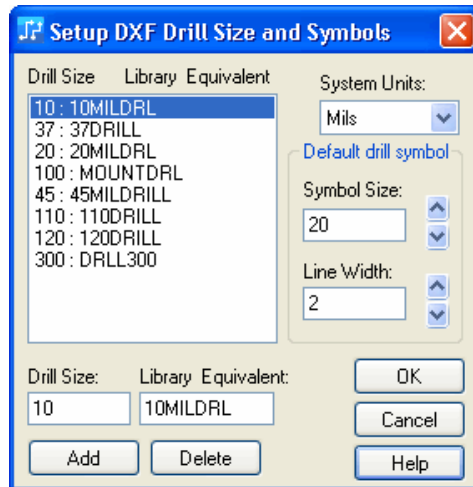 Setup DXF Drill Size and Symbols
Drill Size Library Equivalent
10 : 10MILDRL
37 : 37DRILL
20 : 20MILDRL
100 : MOUNTDRL
45 : 45MILDRILL
110 : 110DRILL
120 : 120DRILL
300 : DRLL300
System Units:
Mils
Default drill symbol
Symbol Size:
20
Line Width:
2
Drill Size: Library Equivalent:
10 10MILDRL
Add Delete
OK
Cancel
Help